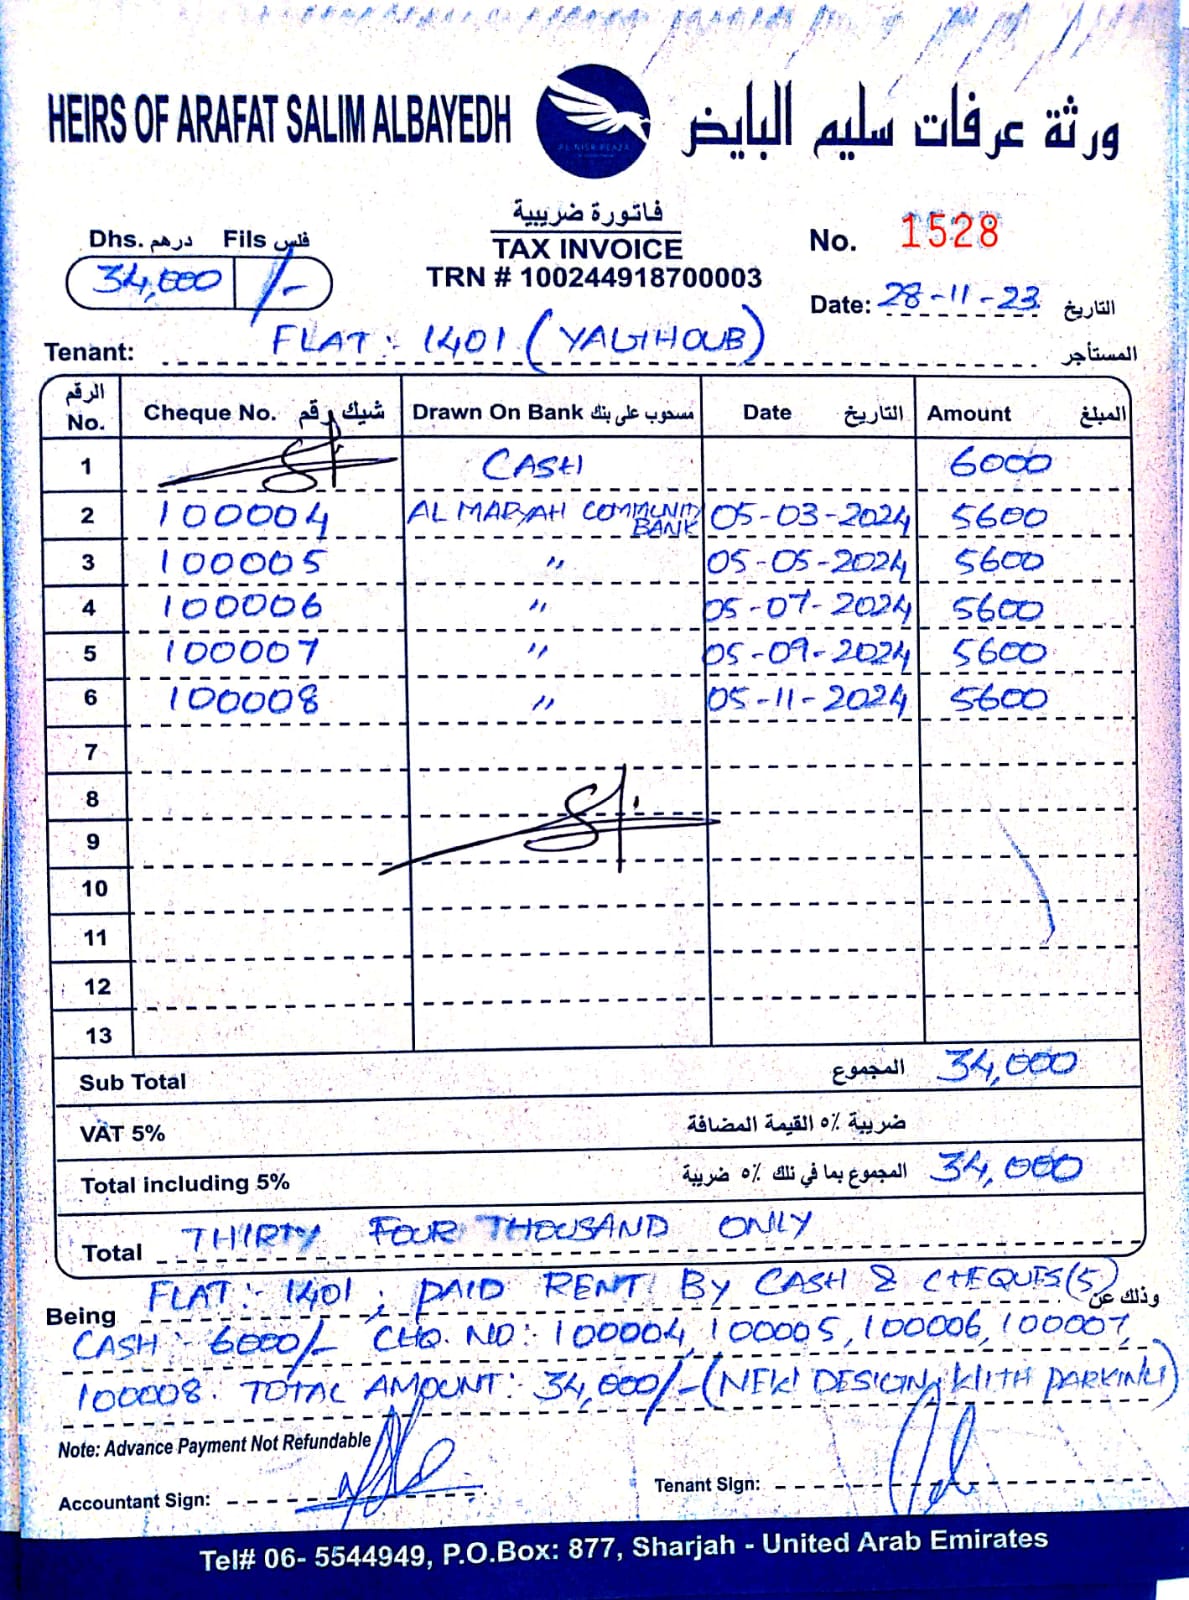 HEIRS OF ARAFAT SALIM ALBAYEDH
ورثة عرفات سليم البايض
AL NISR PLAZA
فاتورة ضريبية
TAX INVOICE
TRN # 100244918700003
Dhs. درهم Fils فلس
34,000 /-
No. 1528
Date: 28-11-23 التاريخ
Tenant: FLAT:- 1401 (YAGHOUB) المستأجر
الرقم No. Cheque No. شيك رقم Drawn On Bank مسحوب على بنك Date التاريخ Amount المبلغ
1 CASH 6000
2 100004 AL MARYAH COMMUNITY BANK 05-03-2024 5600
3 100005 " 05-05-2024 5600
4 100006 " 05-07-2024 5600
5 100007 " 05-09-2024 5600
6 100008 " 05-11-2024 5600
7
8
9
10
11
12
13
Sub Total المجموع 34,000
VAT 5% ضريبة ٥٪ القيمة المضافة
Total including 5% المجموع بما في ذلك ٥٪ ضريبة 34,000
Total THIRTY FOUR THOUSAND ONLY
Being FLAT:- 1401, PAID RENT BY CASH & CHEQUES(5) وذلك عن
CASH:- 6000/- CHQ. NO:- 100004, 100005, 100006, 100007,
100008. TOTAL AMOUNT:- 34,000/- (NEW DESIGN, WITH PARKING)
Note: Advance Payment Not Refundable
Accountant Sign:
Tenant Sign:
Tel# 06- 5544949, P.O.Box: 877, Sharjah - United Arab Emirates